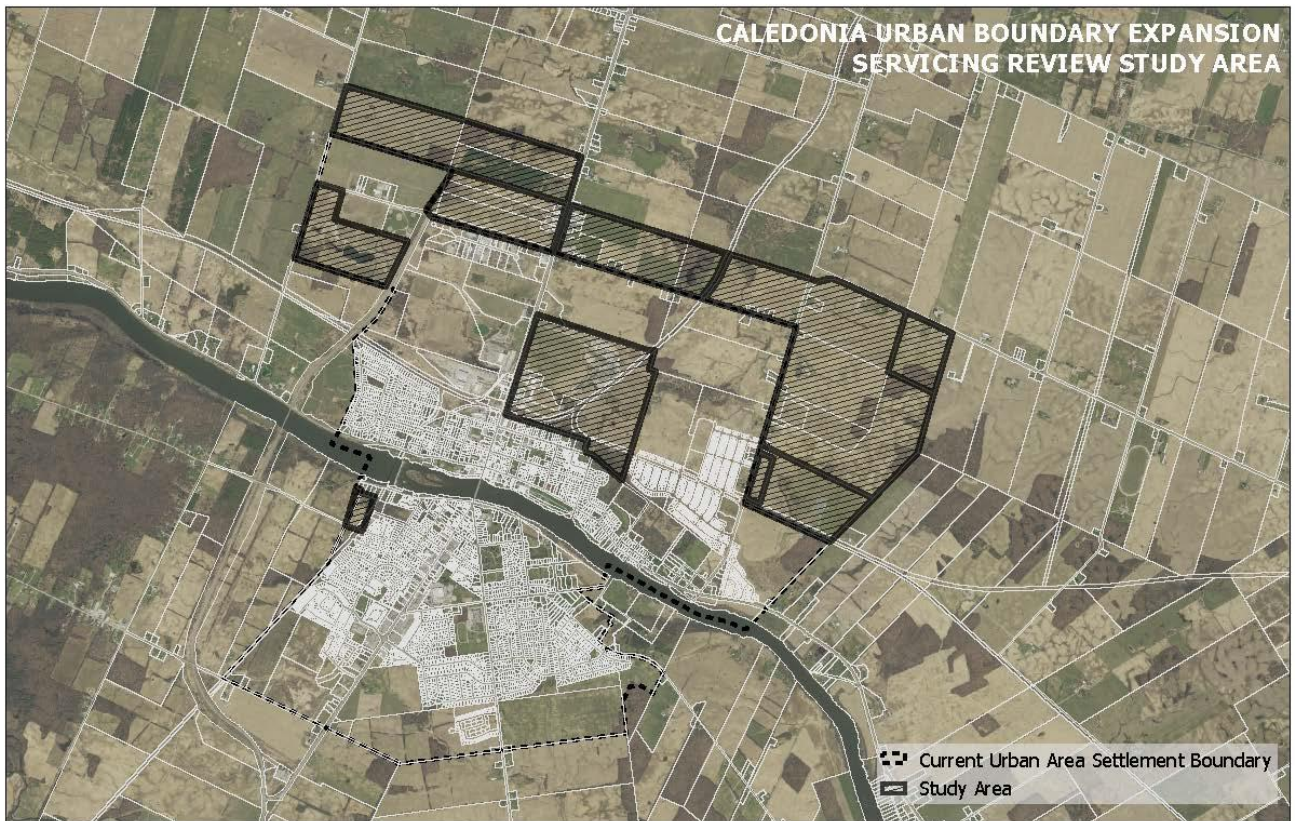 CALEDONIA URBAN BOUNDARY EXPANSION
SERVICING REVIEW STUDY AREA
Current Urban Area Settlement Boundary
Study Area